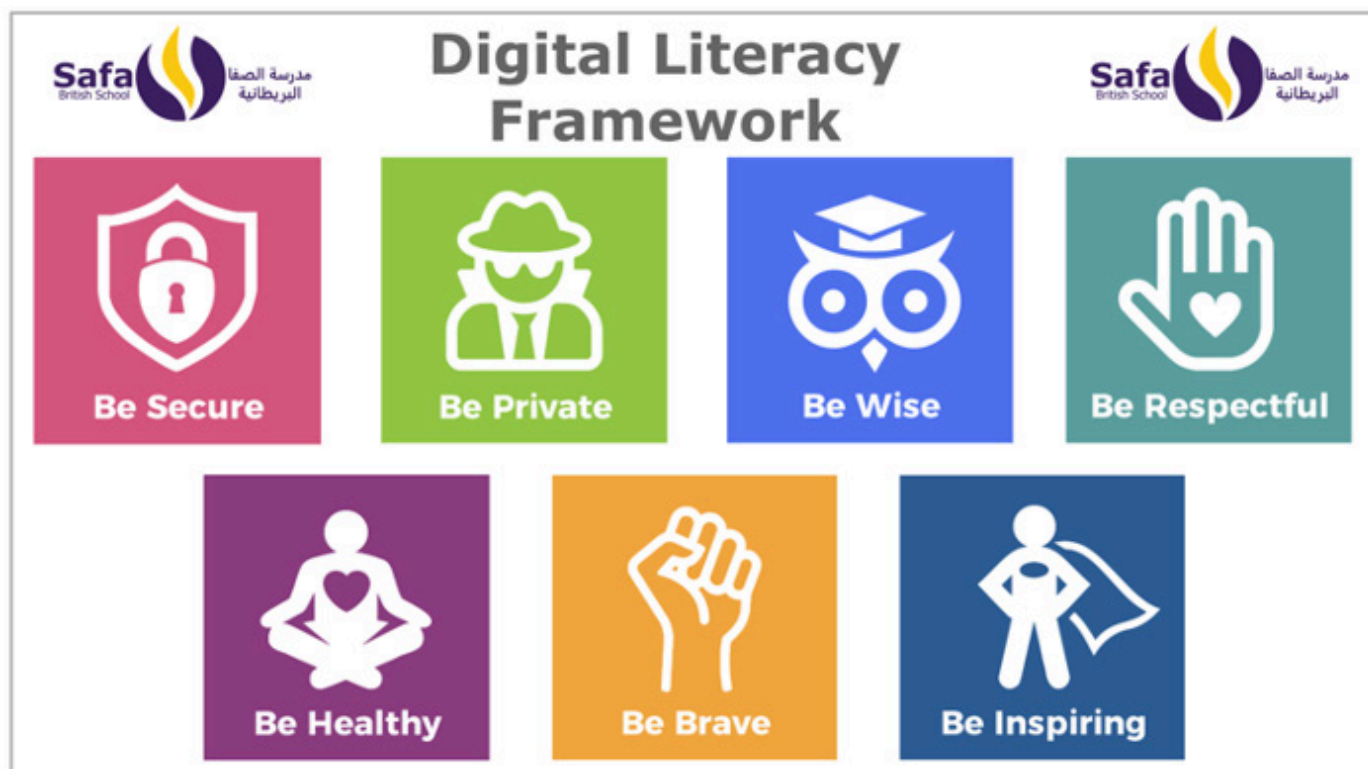 Safa
British School
مدرسة الصفا
البريطانية
Digital Literacy
Framework
Safa
British School
مدرسة الصفا
البريطانية
Be Secure
Be Private
Be Wise
Be Respectful
Be Healthy
Be Brave
Be Inspiring